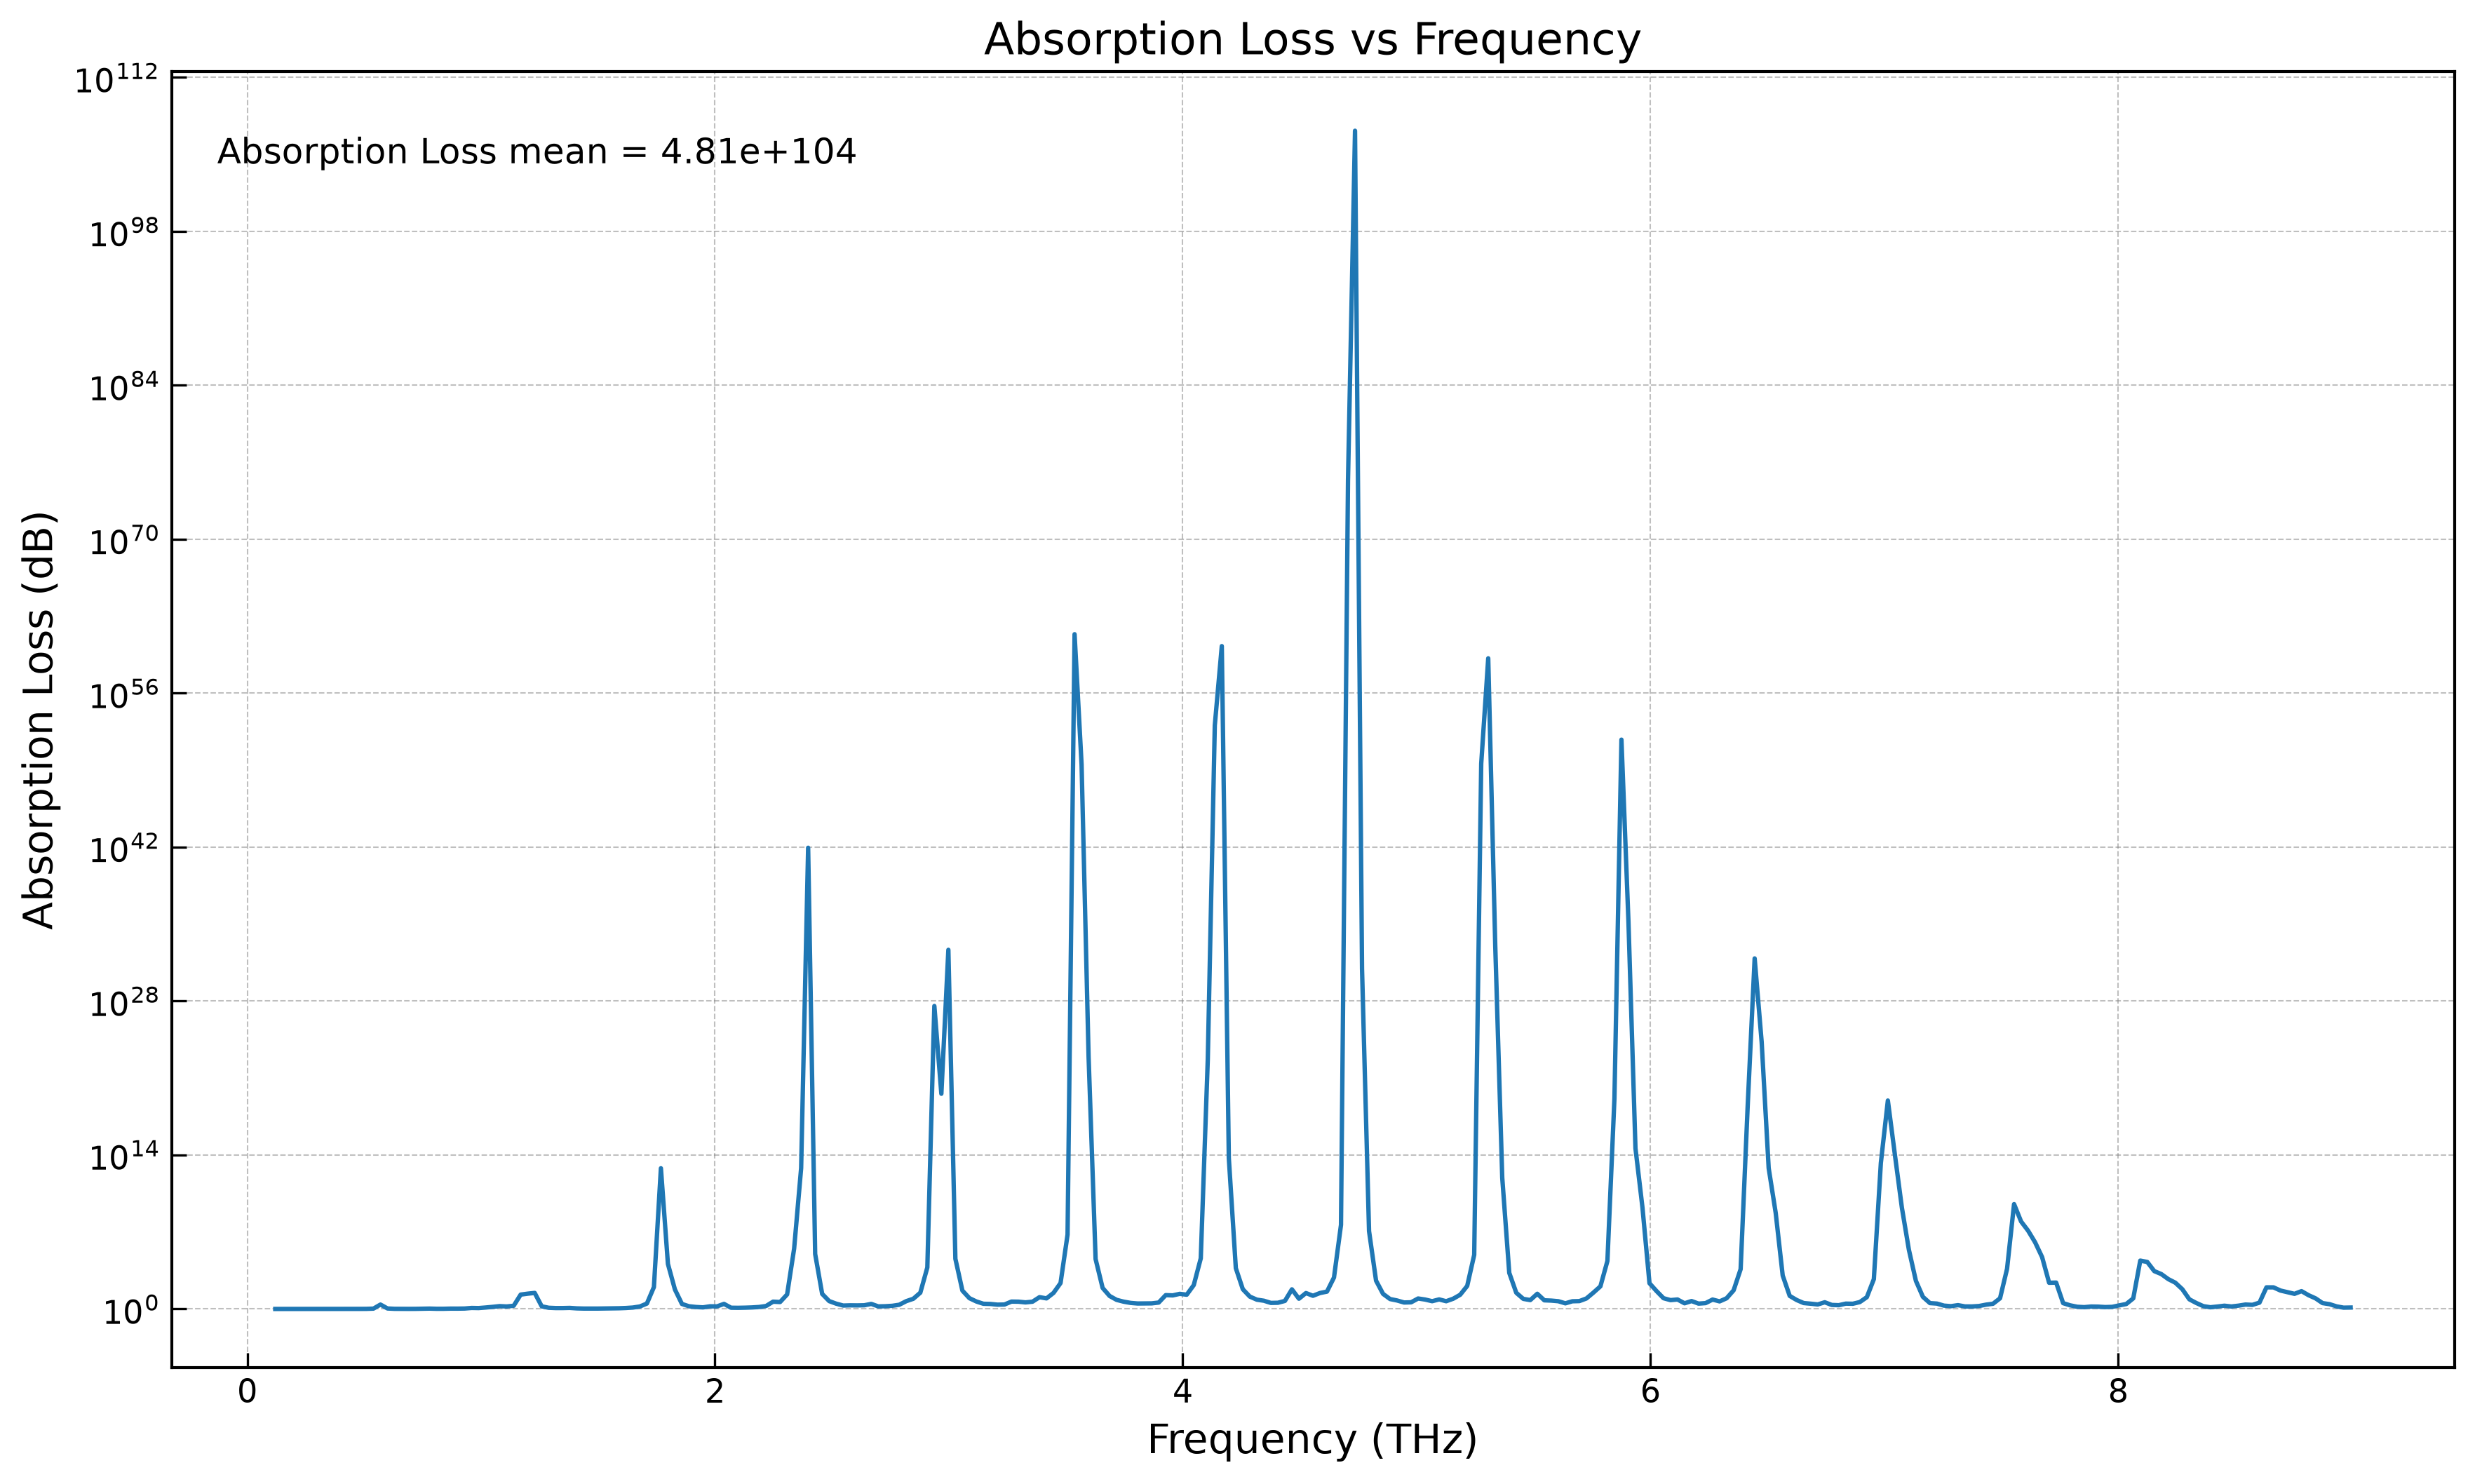 Absorption Loss vs Frequency
Absorption Loss mean = 4.81e+104
Absorption Loss (dB)
10^112
10^98
10^84
10^70
10^56
10^42
10^28
10^14
10^0
0 2 4 6 8
Frequency (THz)